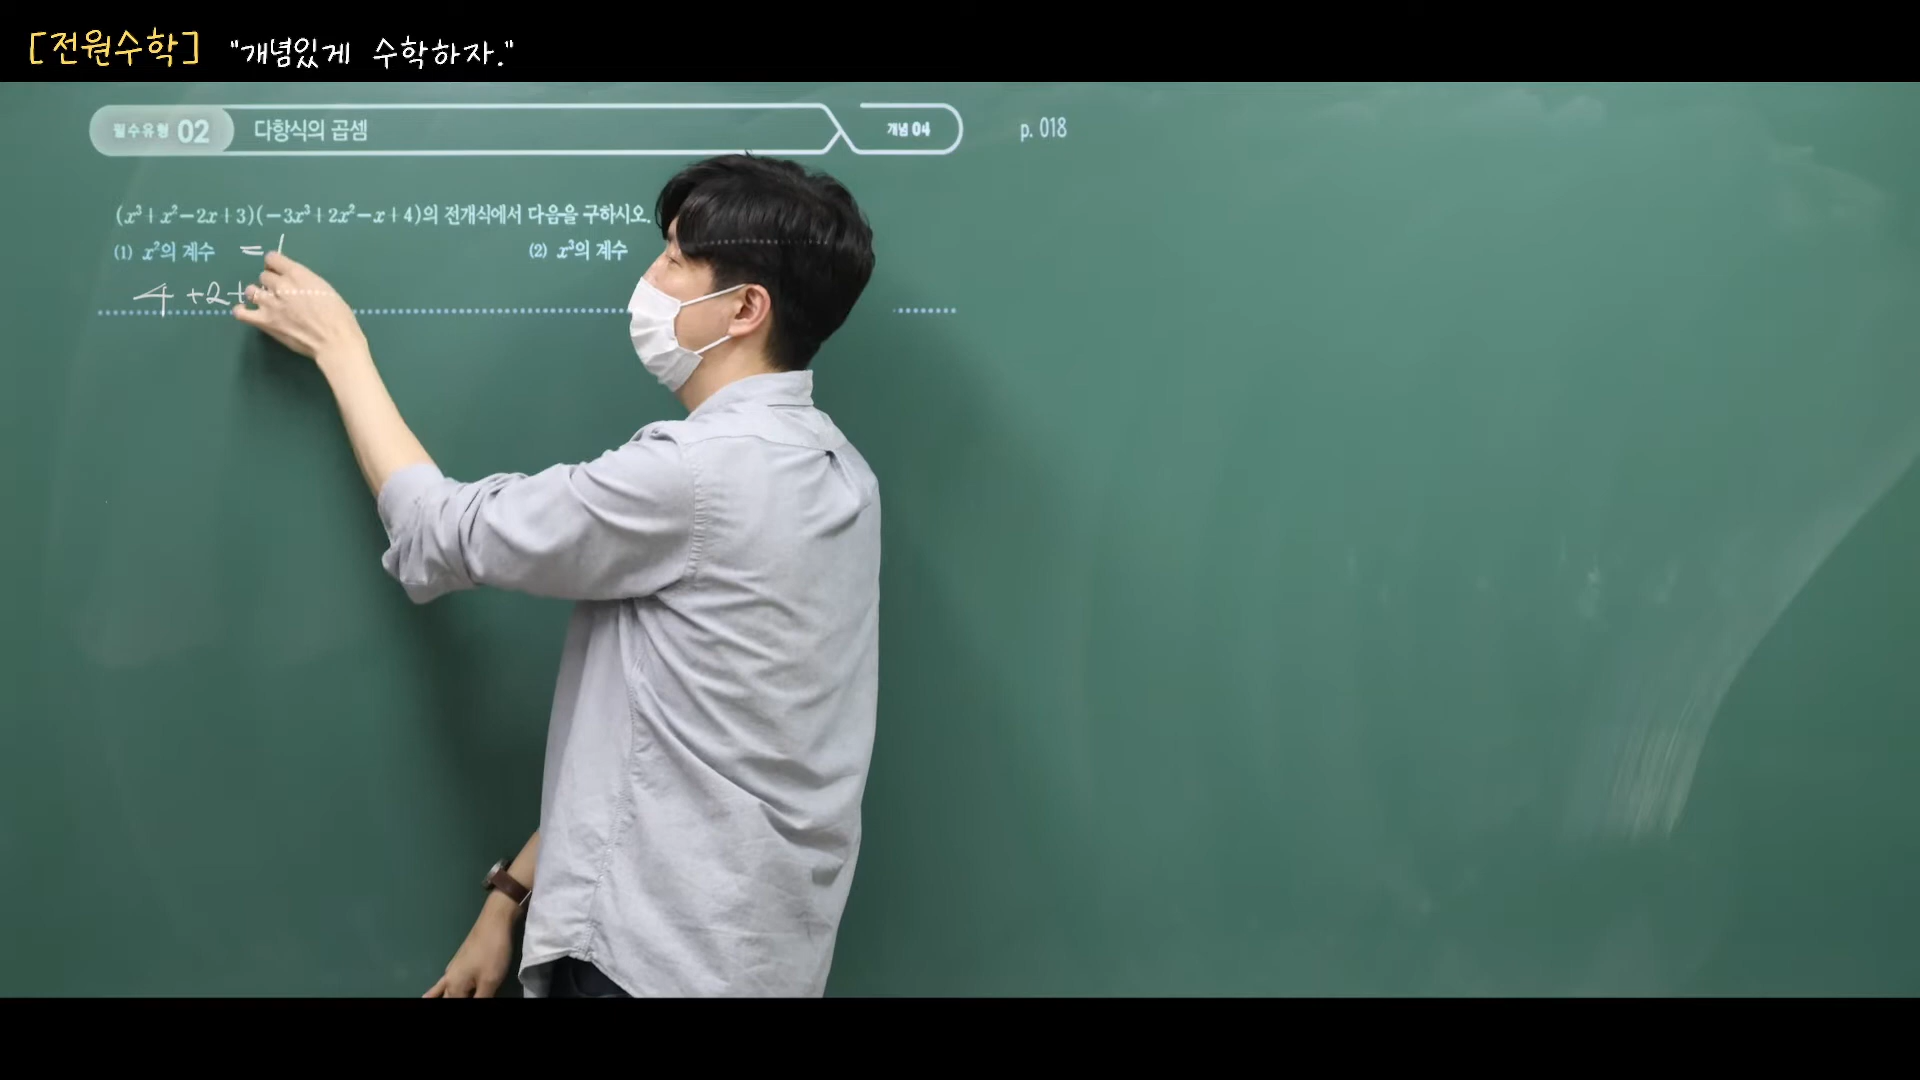 [전원수학] "개념있게 수학하자."
필수유형 02 다항식의 곱셈 개념 04 p. 018
(x³+x²-2x+3)(-3x³+2x²-x+4)의 전개식에서 다음을 구하시오.
(1) x²의 계수 = 1 (2) x³의 계수
4 +2+